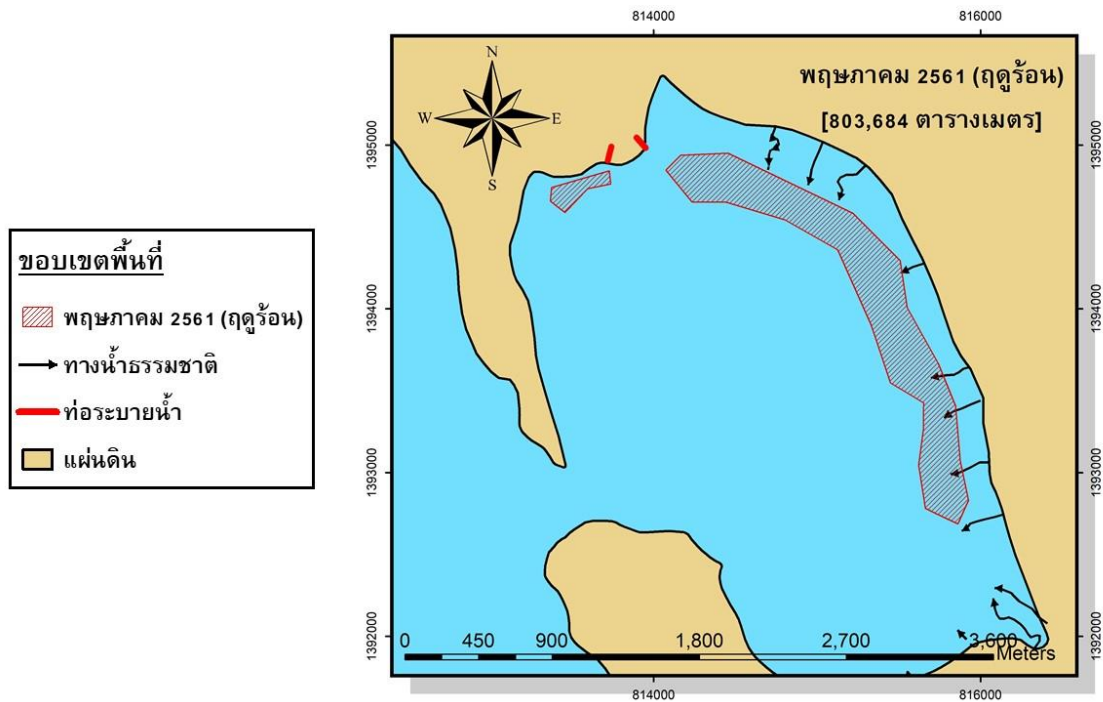 814000
816000
พฤษภาคม 2561 (ฤดูร้อน)
[803,684 ตารางเมตร]
N
W
E
S
1395000
1395000
1394000
1394000
1393000
1393000
1392000
1392000
ขอบเขตพื้นที่
พฤษภาคม 2561 (ฤดูร้อน)
ทางน้ำธรรมชาติ
ท่อระบายน้ำ
แผ่นดิน
0 450 900 1,800 2,700 3,600
Meters
814000
816000